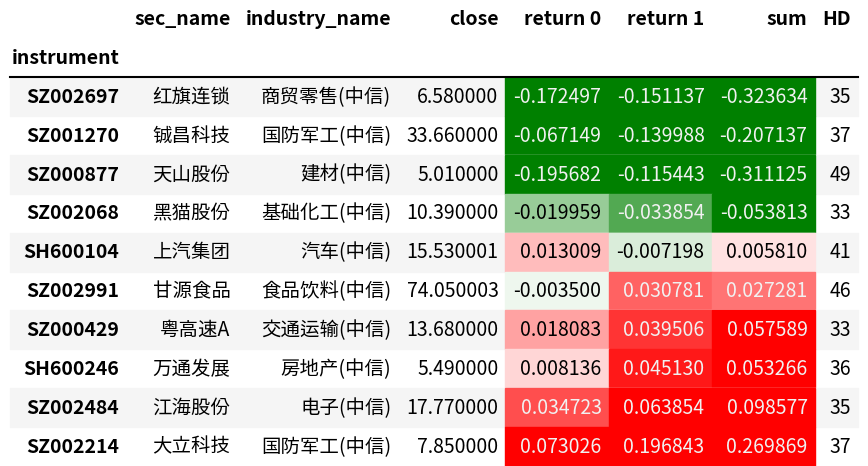 sec_name industry_name close return 0 return 1 sum HD
instrument
SZ002697 红旗连锁 商贸零售(中信) 6.580000 -0.172497 -0.151137 -0.323634 35
SZ001270 铖昌科技 国防军工(中信) 33.660000 -0.067149 -0.139988 -0.207137 37
SZ000877 天山股份 建材(中信) 5.010000 -0.195682 -0.115443 -0.311125 49
SZ002068 黑猫股份 基础化工(中信) 10.390000 -0.019959 -0.033854 -0.053813 33
SH600104 上汽集团 汽车(中信) 15.530001 0.013009 -0.007198 0.005810 41
SZ002991 甘源食品 食品饮料(中信) 74.050003 -0.003500 0.030781 0.027281 46
SZ000429 粤高速A 交通运输(中信) 13.680000 0.018083 0.039506 0.057589 33
SH600246 万通发展 房地产(中信) 5.490000 0.008136 0.045130 0.053266 36
SZ002484 江海股份 电子(中信) 17.770000 0.034723 0.063854 0.098577 35
SZ002214 大立科技 国防军工(中信) 7.850000 0.073026 0.196843 0.269869 37